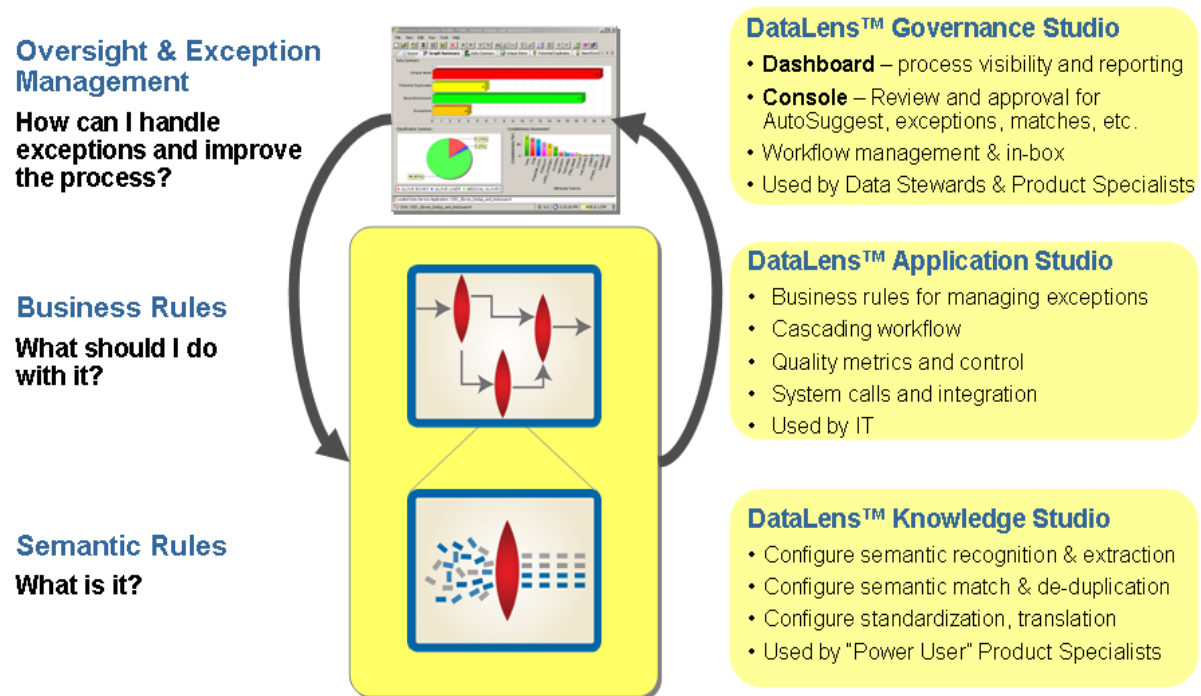 Oversight & Exception
Management
How can I handle
exceptions and improve
the process?
Business Rules
What should I do
with it?
Semantic Rules
What is it?
Graph Summary
Data Summary
DataLens™ Governance Studio
• Dashboard – process visibility and reporting
• Console – Review and approval for
AutoSuggest, exceptions, matches, etc.
• Workflow management & in-box
• Used by Data Stewards & Product Specialists
DataLens™ Application Studio
• Business rules for managing exceptions
• Cascading workflow
• Quality metrics and control
• System calls and integration
• Used by IT
DataLens™ Knowledge Studio
• Configure semantic recognition & extraction
• Configure semantic match & de-duplication
• Configure standardization, translation
• Used by "Power User" Product Specialists